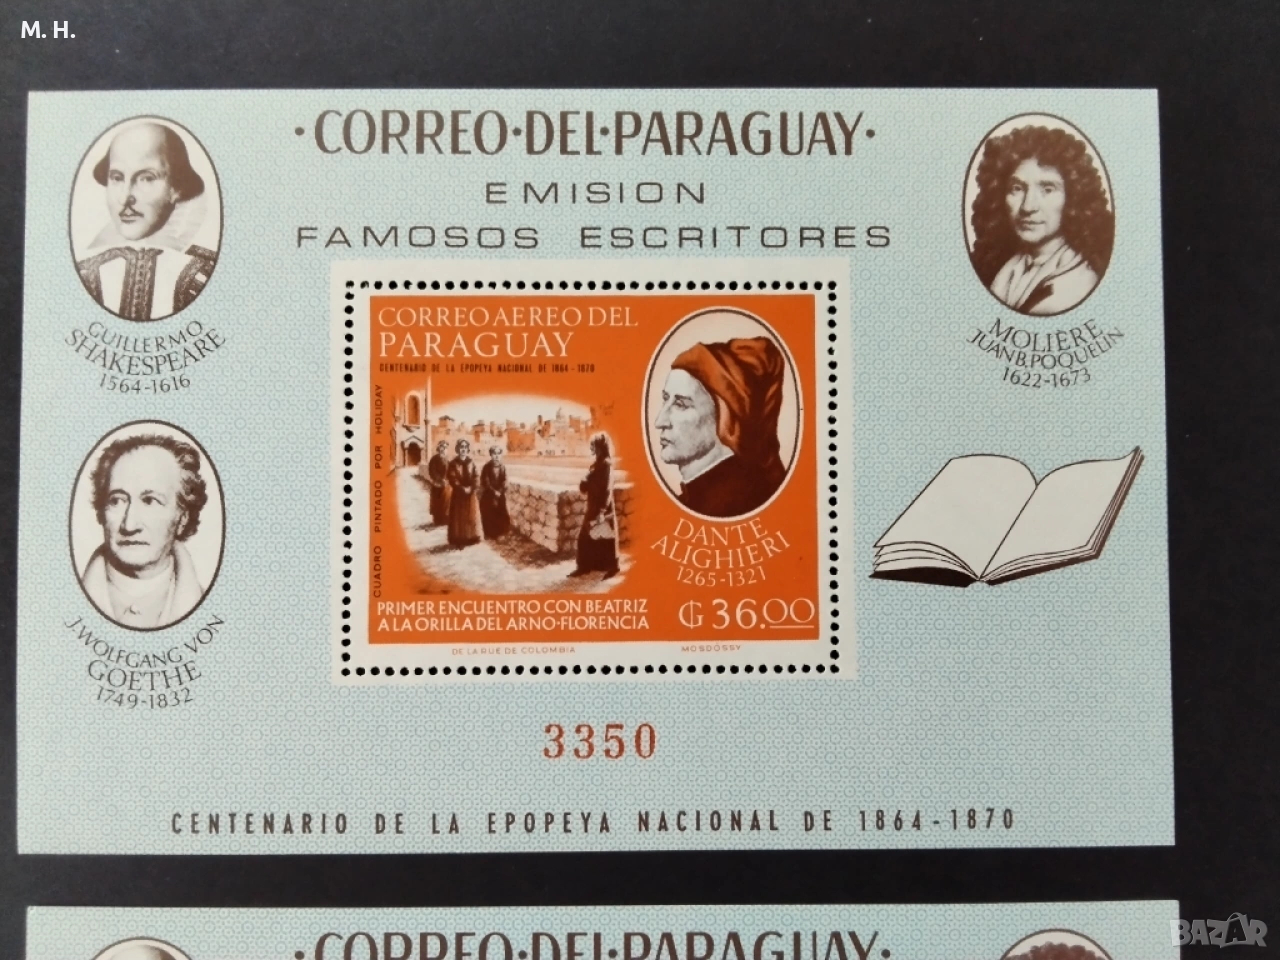 M. H.
·CORREO·DEL·PARAGUAY·
EMISION
FAMOSOS ESCRITORES
GUILLERMO
SHAKESPEARE
1564-1616
MOLIÈRE
JUAN B. POQUELIN
1622-1673
J. WOLFGANG VON
GOETHE
1749-1832
CORREO AEREO DEL
PARAGUAY
CENTENARIO DE LA EPOPEYA NACIONAL DE 1864-1870
CUADRO PINTADO POR HOLIDAY
DANTE
ALIGHIERI
1265-1321
PRIMER ENCUENTRO CON BEATRIZ
A LA ORILLA DEL ARNO-FLORENCIA
₲ 36.00
DE LA RUE DE COLOMBIA
MOSDÓSSY
3350
CENTENARIO DE LA EPOPEYA NACIONAL DE 1864-1870
·CORREO·DEL·PARAGUAY·
BAZAR